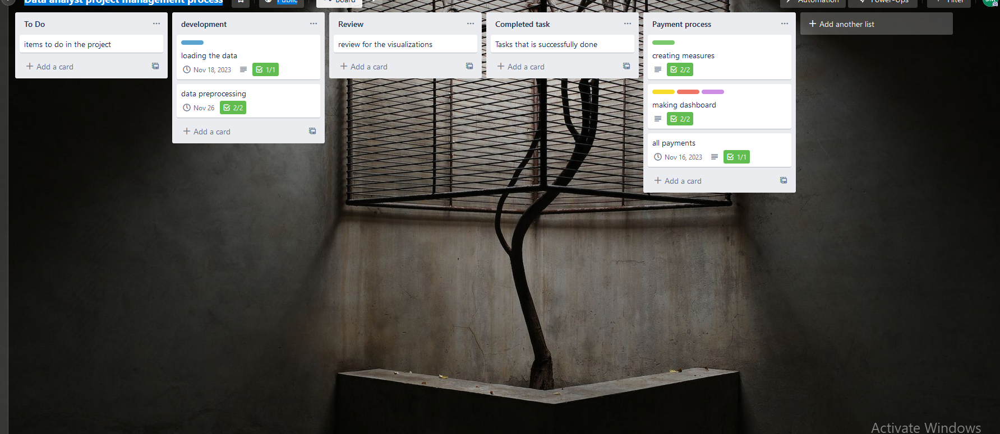 Data analyst project management process
Public
Board
Automation
Power-Ups
Filter
To Do
items to do in the project
Add a card
development
loading the data
Nov 18, 2023
1/1
data preprocessing
Nov 26
2/2
Add a card
Review
review for the visualizations
Add a card
Completed task
Tasks that is successfully done
Add a card
Payment process
creating measures
2/2
making dashboard
2/2
all payments
Nov 16, 2023
1/1
Add a card
Add another list
Activate Windows